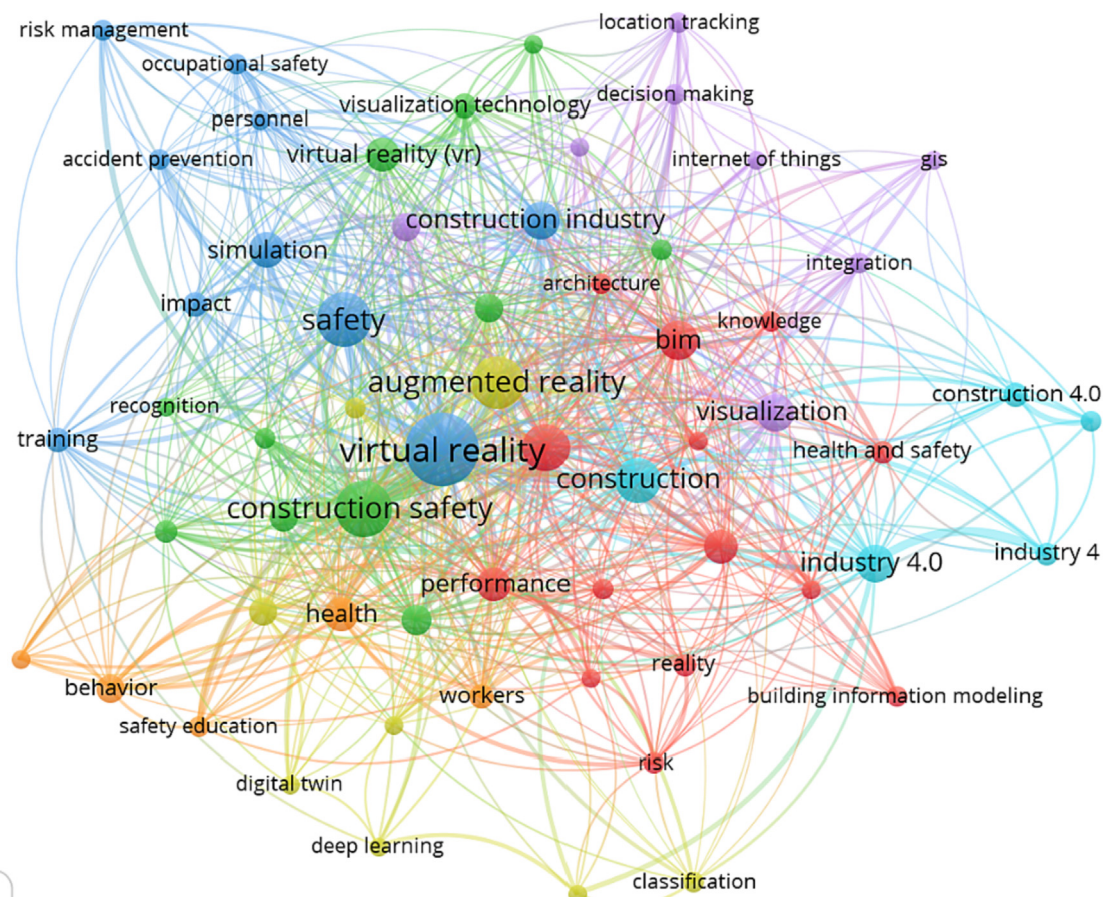 location tracking
risk management
occupational safety
decision making
visualization technology
personnel
virtual reality (vr)
accident prevention
internet of things
gis
construction industry
simulation
integration
architecture
impact
safety
knowledge
bim
augmented reality
construction 4.0
recognition
visualization
training
virtual reality
health and safety
construction
construction safety
industry 4
industry 4.0
performance
health
reality
behavior
workers
building information modeling
safety education
risk
digital twin
deep learning
classification